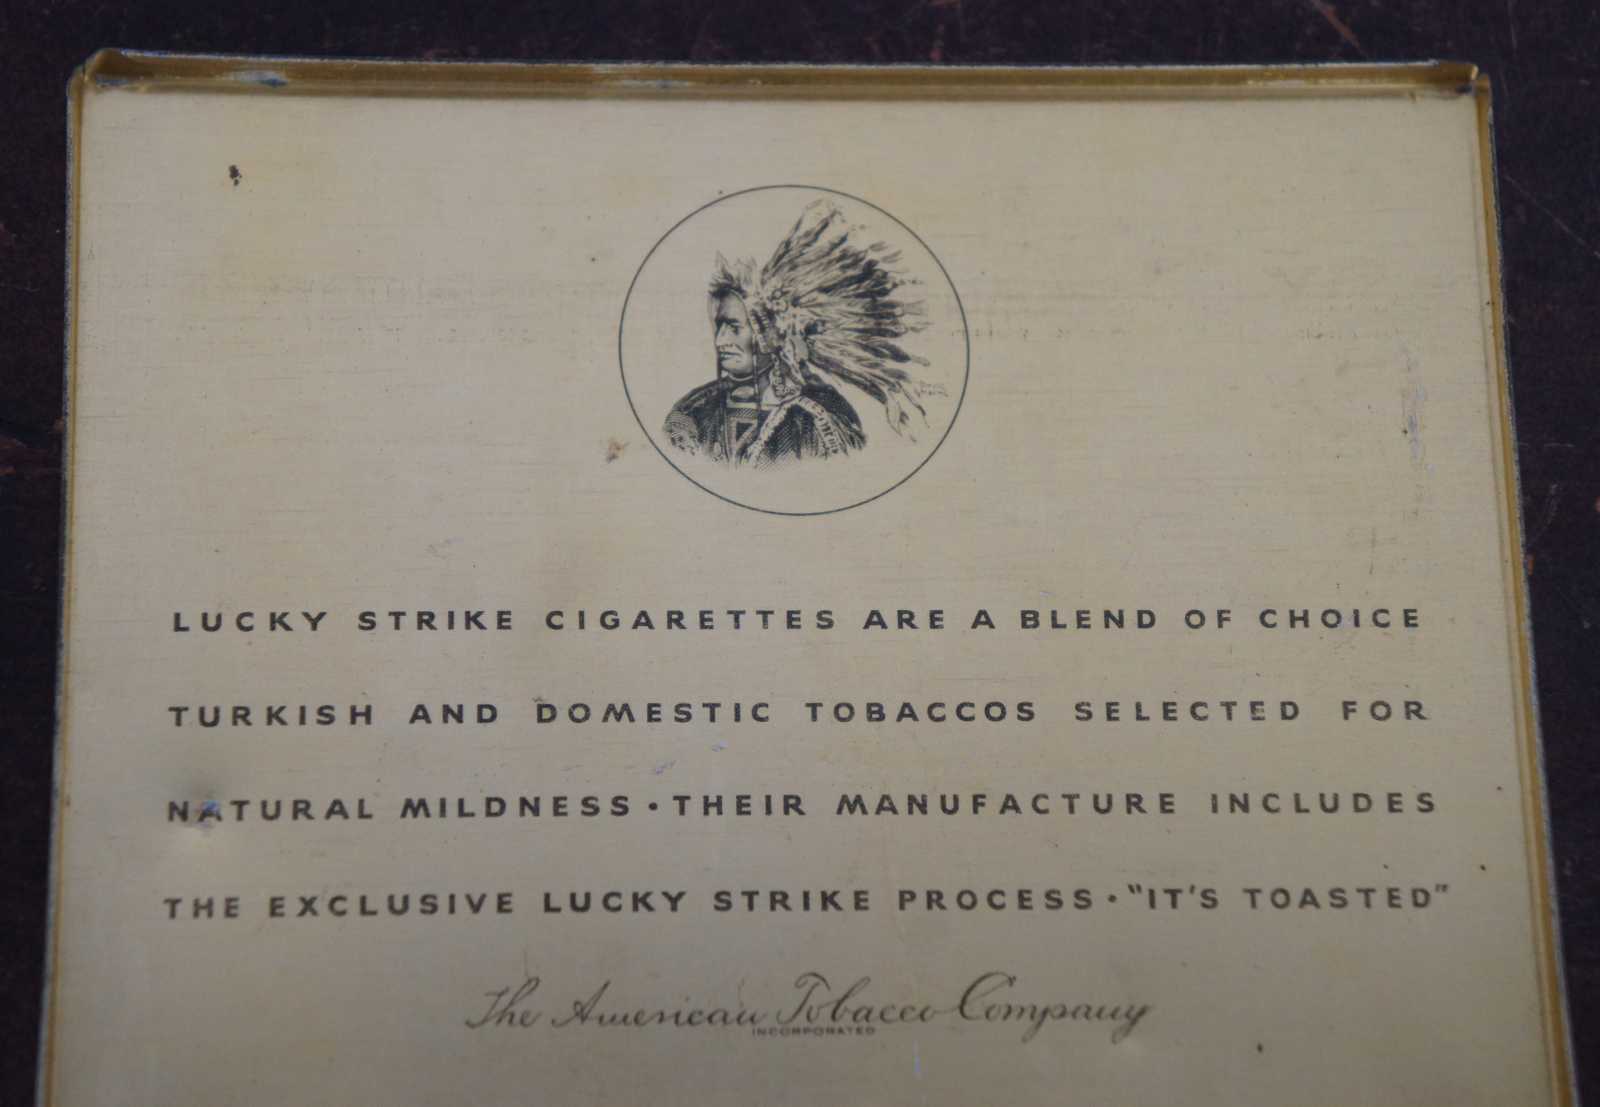 LUCKY STRIKE CIGARETTES ARE A BLEND OF CHOICE
TURKISH AND DOMESTIC TOBACCOS SELECTED FOR
NATURAL MILDNESS • THEIR MANUFACTURE INCLUDES
THE EXCLUSIVE LUCKY STRIKE PROCESS • "IT'S TOASTED"
The American Tobacco Company
INCORPORATED